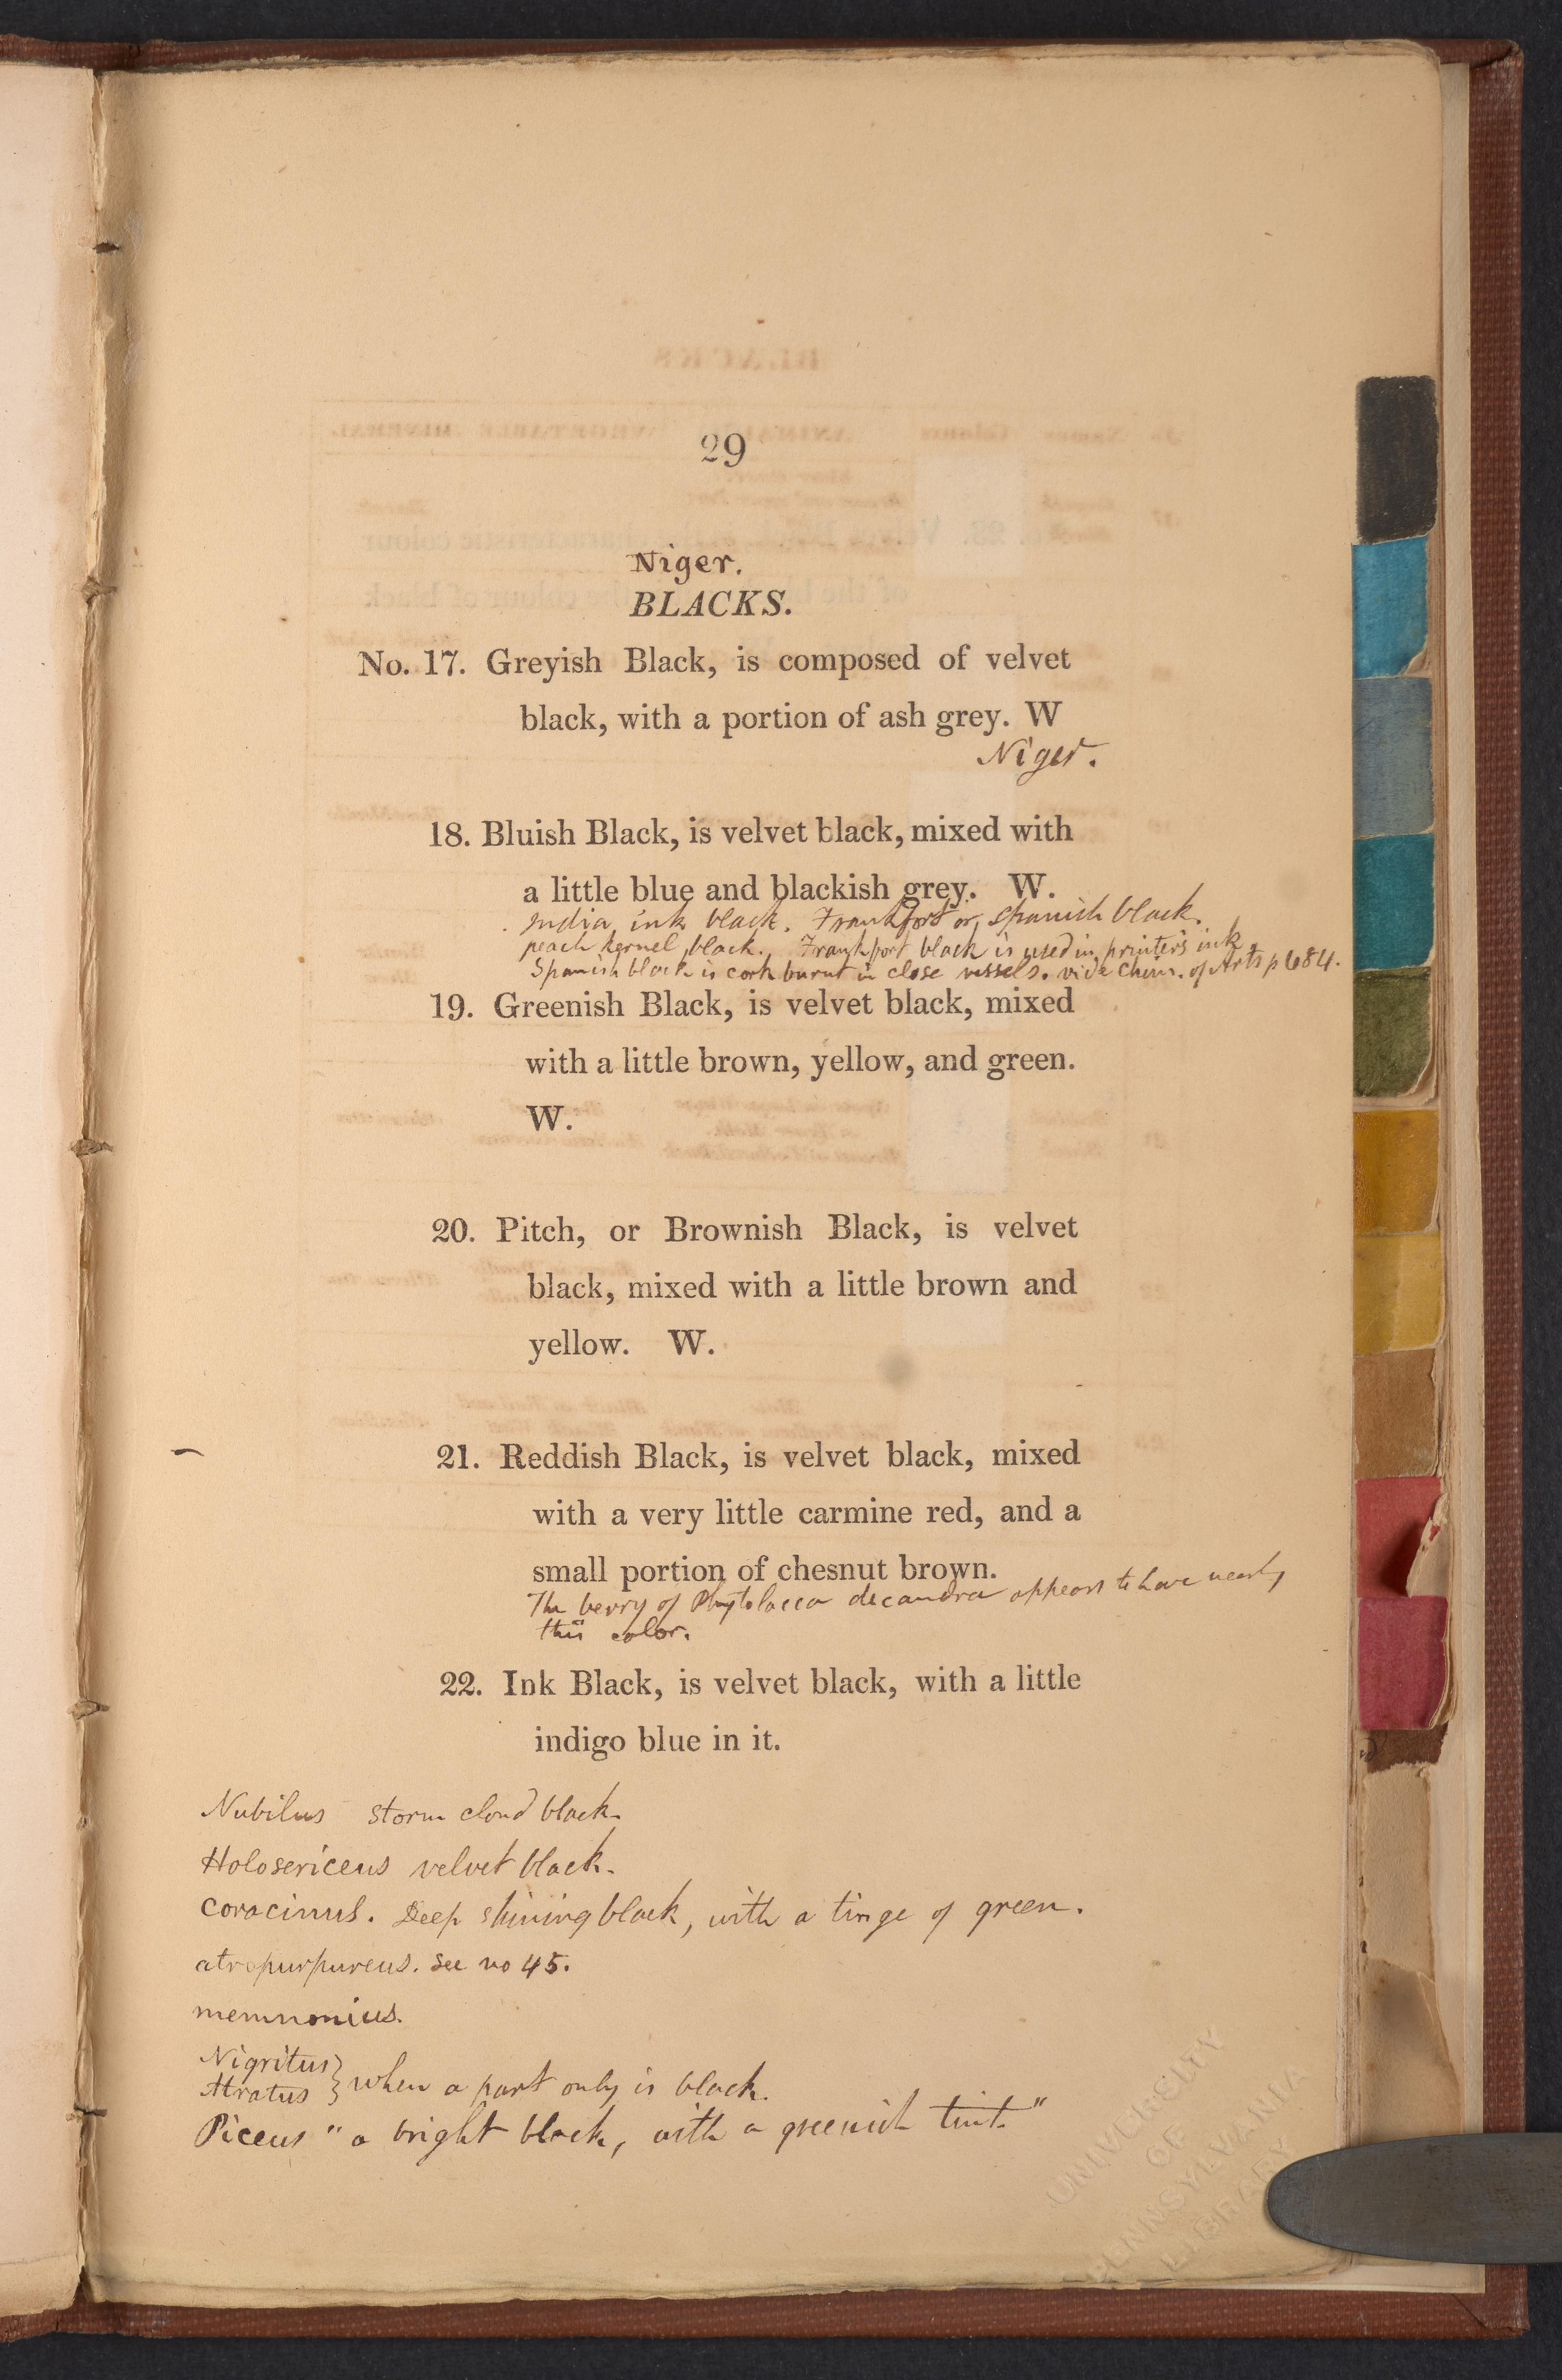 29
Niger.
BLACKS.
No. 17. Greyish Black, is composed of velvet
black, with a portion of ash grey. W
Niger.
18. Bluish Black, is velvet black, mixed with
a little blue and blackish grey. W.
India ink black. Frankfort or Spanish black.
peach kernel black. Frankfort black is used in printer's ink.
Spanish black is cork burnt in close vessels. vide Chem. of Arts p 684.
19. Greenish Black, is velvet black, mixed
with a little brown, yellow, and green.
W.
20. Pitch, or Brownish Black, is velvet
black, mixed with a little brown and
yellow. W.
21. Reddish Black, is velvet black, mixed
with a very little carmine red, and a
small portion of chesnut brown.
The berry of Phytolacca decandra appears to have nearly
this color.
22. Ink Black, is velvet black, with a little
indigo blue in it.
Nubilus storm cloud black.
Holosericeus velvet black.
Coracinus. Deep shining black, with a tinge of green.
atropurpureus. See no 45.
memnonius.
Nigritus
Atratus } when a part only is black.
Piceus "a bright black, with a greenish tint."
UNIVERSITY
OF
PENNSYLVANIA
LIBRARY